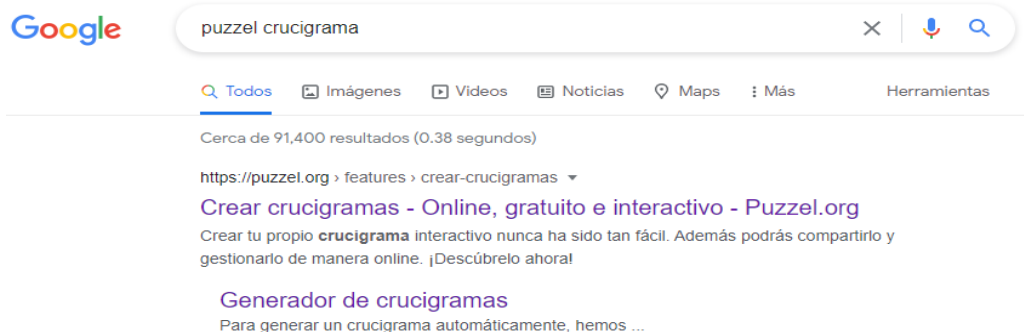 Google
puzzel crucigrama
Todos Imágenes Videos Noticias Maps Más Herramientas
Cerca de 91,400 resultados (0.38 segundos)
https://puzzel.org › features › crear-crucigramas
Crear crucigramas - Online, gratuito e interactivo - Puzzel.org
Crear tu propio crucigrama interactivo nunca ha sido tan fácil. Además podrás compartirlo y
gestionarlo de manera online. ¡Descúbrelo ahora!
Generador de crucigramas
Para generar un crucigrama automáticamente, hemos ...